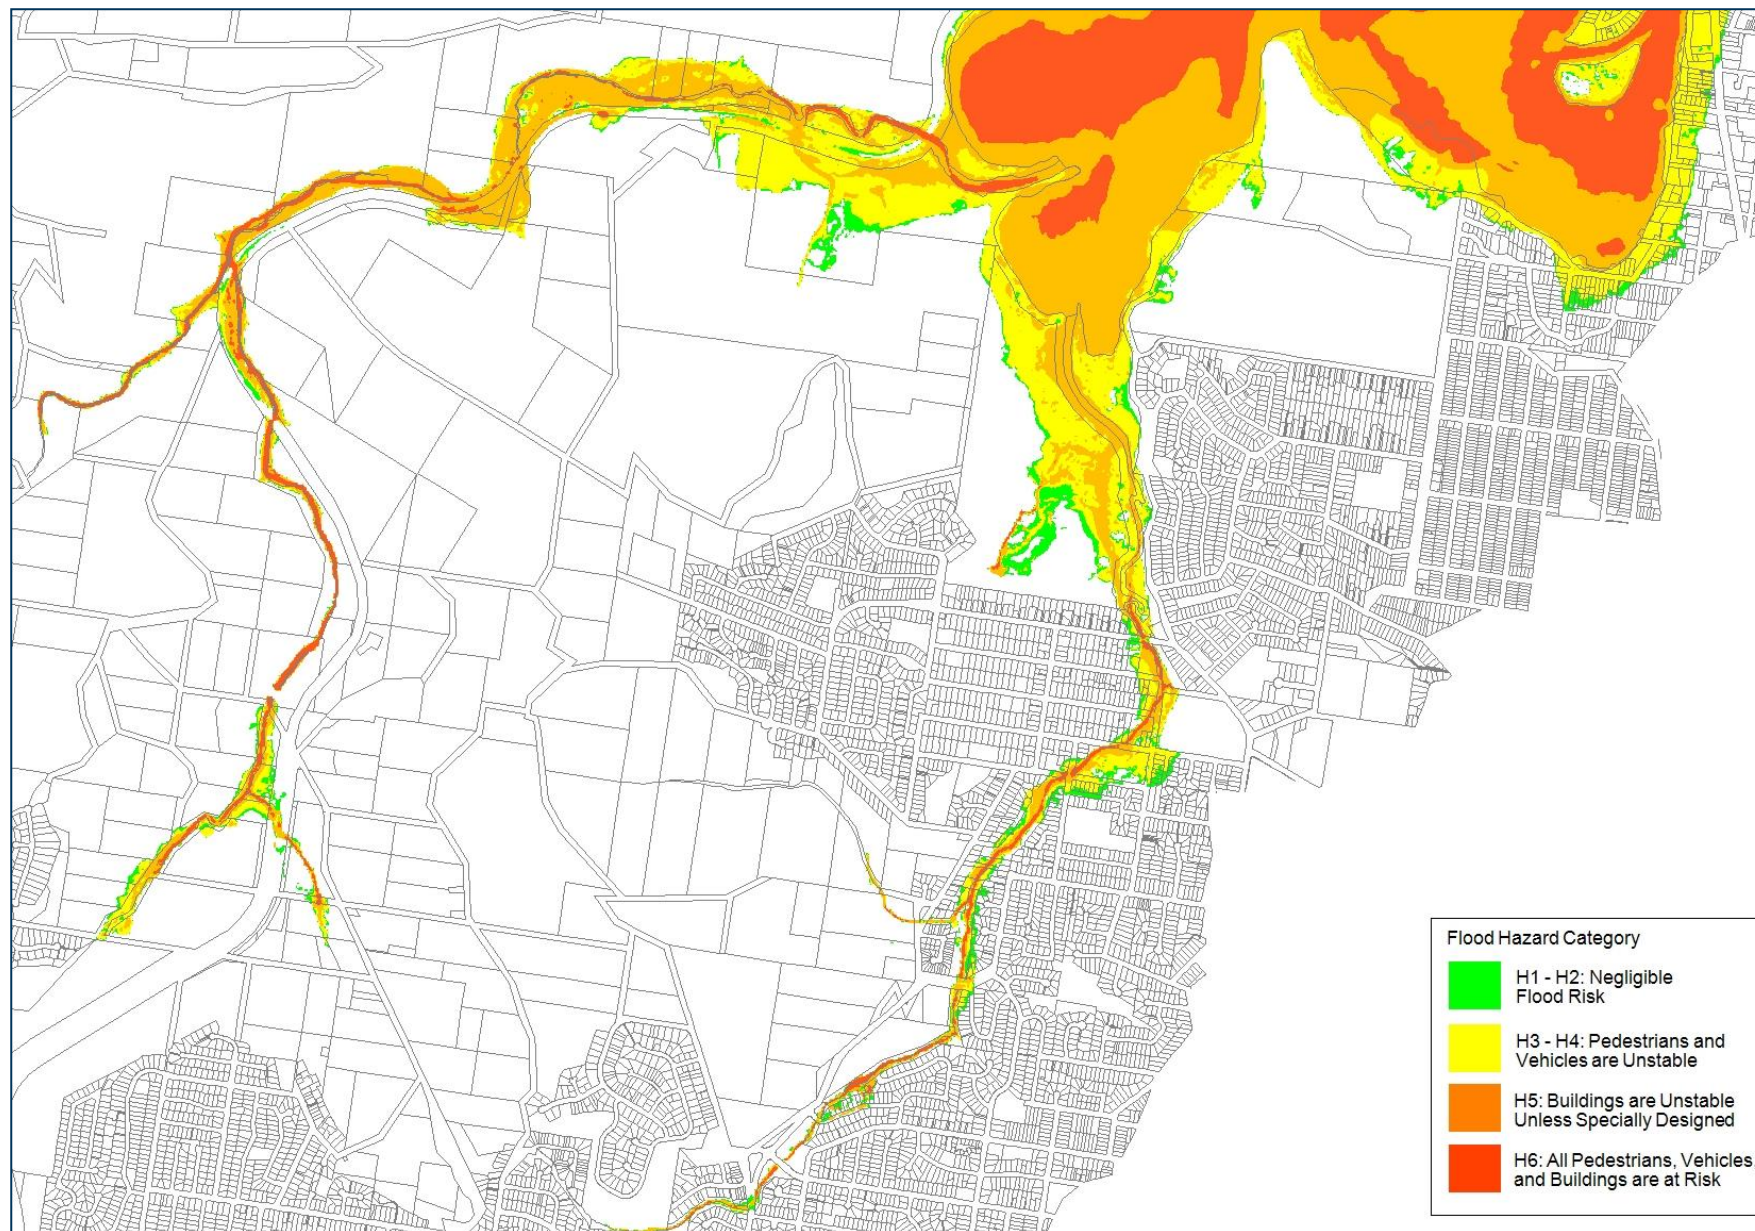 Flood Hazard Category
H1 - H2: Negligible
Flood Risk
H3 - H4: Pedestrians and
Vehicles are Unstable
H5: Buildings are Unstable
Unless Specially Designed
H6: All Pedestrians, Vehicles
and Buildings are at Risk